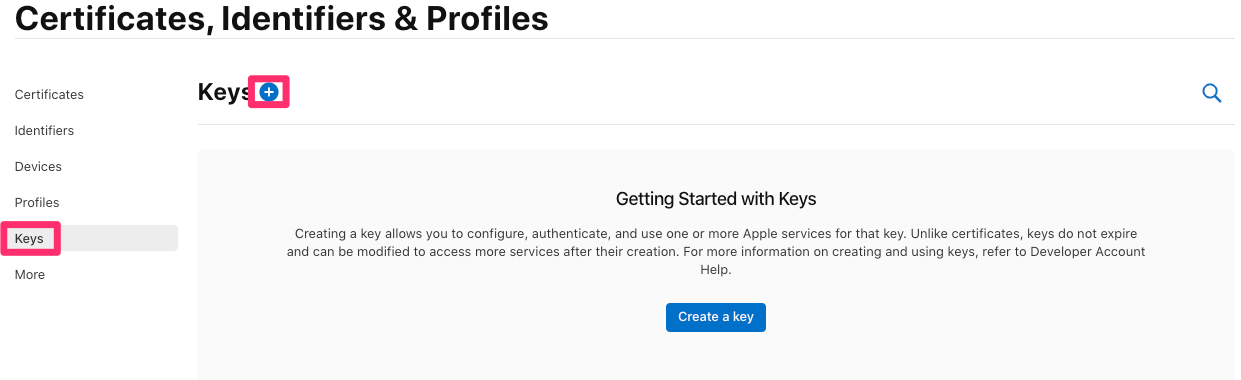 Certificates, Identifiers & Profiles
Certificates
Identifiers
Devices
Profiles
Keys
More
Keys
Getting Started with Keys
Creating a key allows you to configure, authenticate, and use one or more Apple services for that key. Unlike certificates, keys do not expire
and can be modified to access more services after their creation. For more information on creating and using keys, refer to Developer Account
Help.
Create a key